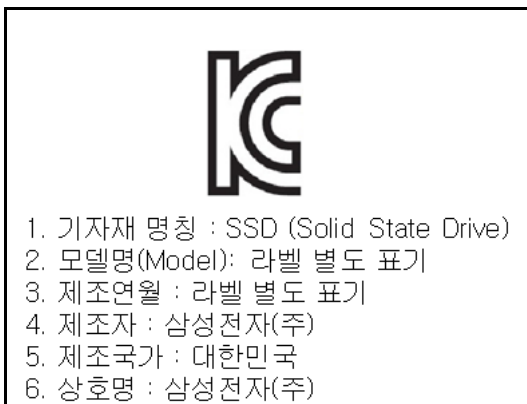 KC
1. 기자재 명칭 : SSD (Solid State Drive)
2. 모델명(Model): 라벨 별도 표기
3. 제조연월 : 라벨 별도 표기
4. 제조자 : 삼성전자(주)
5. 제조국가 : 대한민국
6. 상호명 : 삼성전자(주)